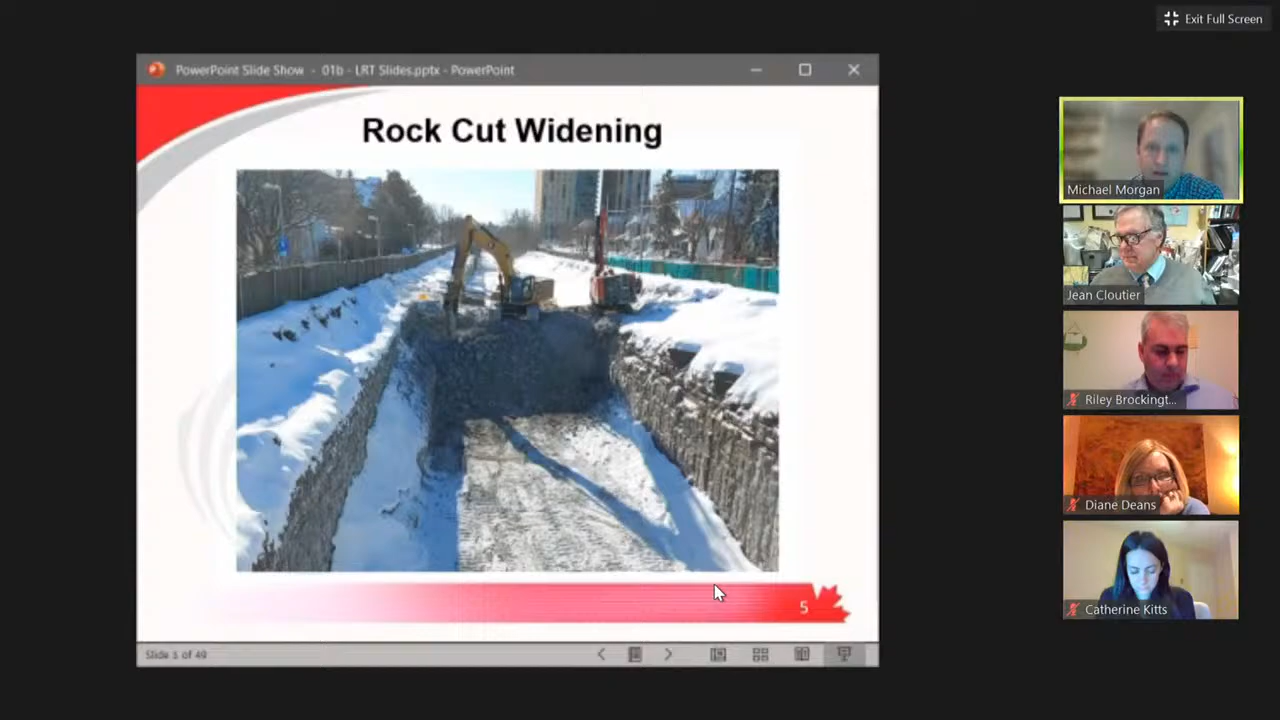 Exit Full Screen
PowerPoint Slide Show - 01b - LRT Slides.pptx - PowerPoint
Rock Cut Widening
Michael Morgan
Jean Cloutier
Riley Brockingt...
Diane Deans
Catherine Kitts
5
Slide 5 of 49